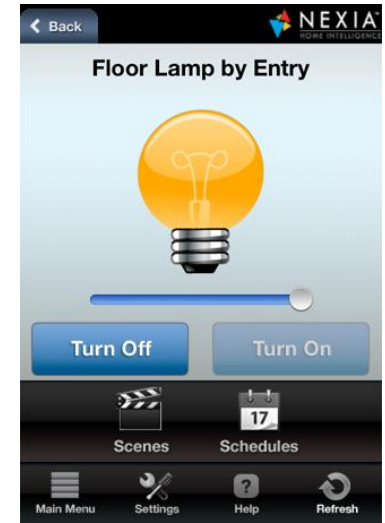 Back
NEXIA
HOME INTELLIGENCE
Floor Lamp by Entry
Turn Off
Turn On
17
Scenes
Schedules
?
Main Menu
Settings
Help
Refresh